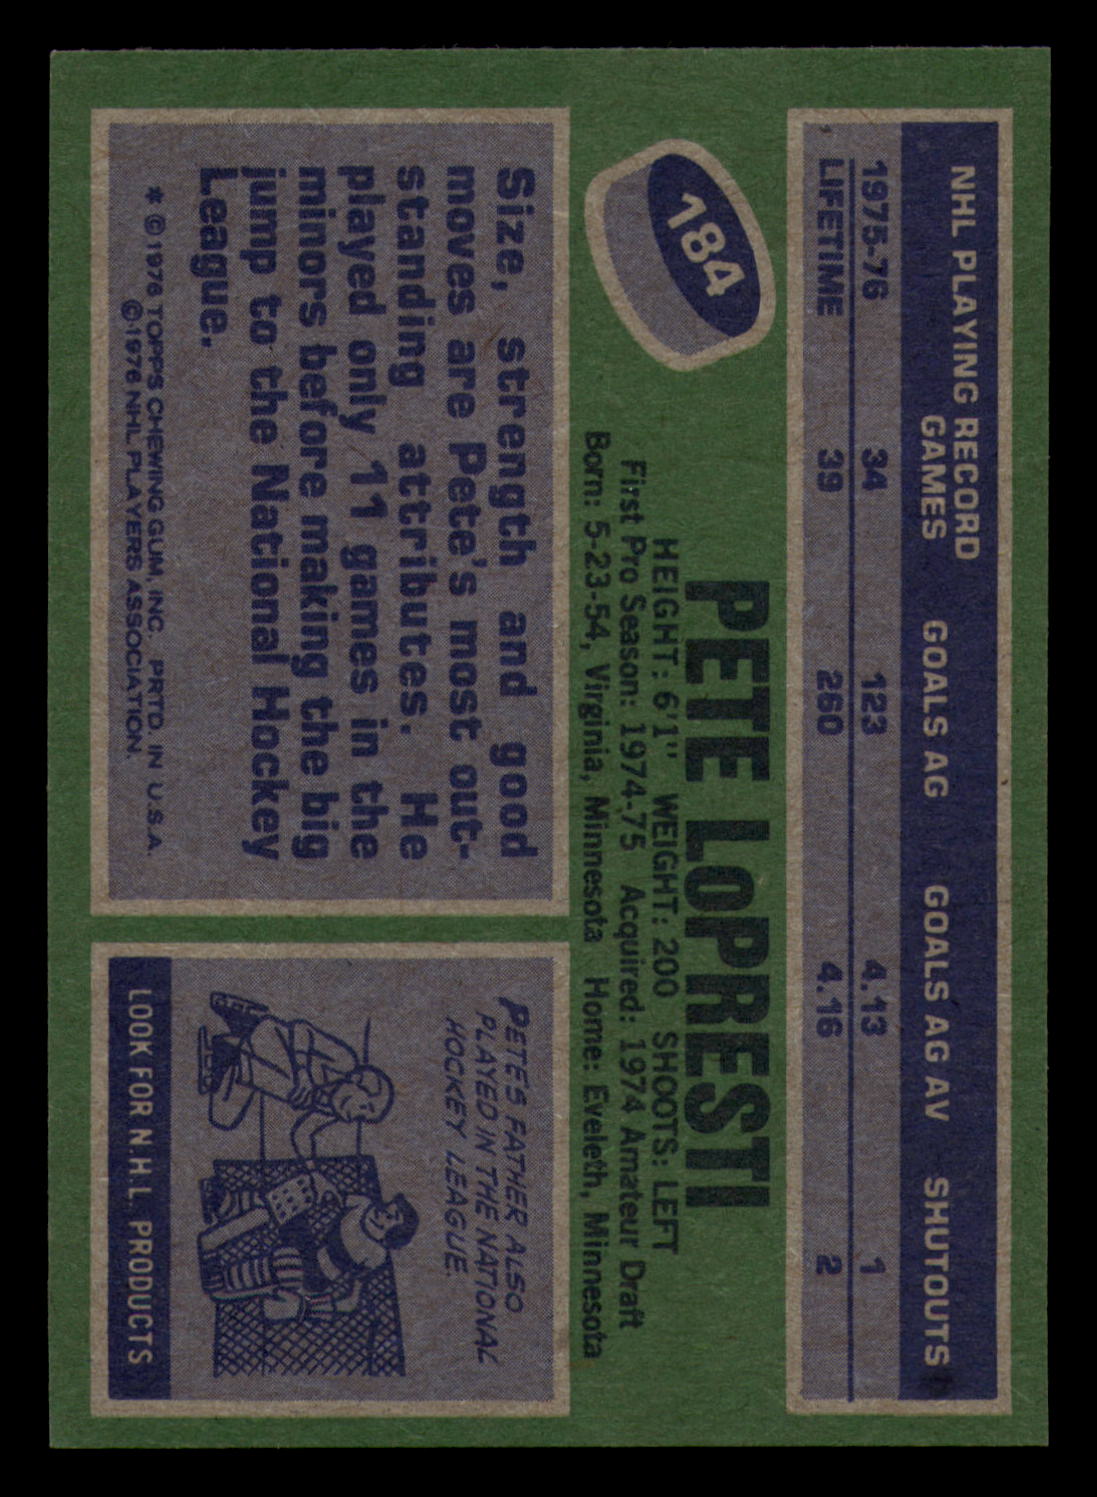 NHL PLAYING RECORD
GAMES GOALS AG GOALS AG AV SHUTOUTS
1975-76 34 123 4.13 1
LIFETIME 39 260 4.16 2
184
PETE LoPRESTI
HEIGHT: 6'1" WEIGHT: 200 SHOOTS: LEFT
First Pro Season: 1974-75 Acquired: 1974 Amateur Draft
Born: 5-23-54, Virginia, Minnesota Home: Eveleth, Minnesota
Size, strength and good
moves are Pete's most out-
standing attributes. He
played only 11 games in the
minors before making the big
jump to the National Hockey
League.
* © 1976 TOPPS CHEWING GUM, INC. PRTD. IN U.S.A.
© 1976 NHL PLAYERS ASSOCIATION.
PETE'S FATHER ALSO
PLAYED IN THE NATIONAL
HOCKEY LEAGUE.
LOOK FOR N.H.L. PRODUCTS